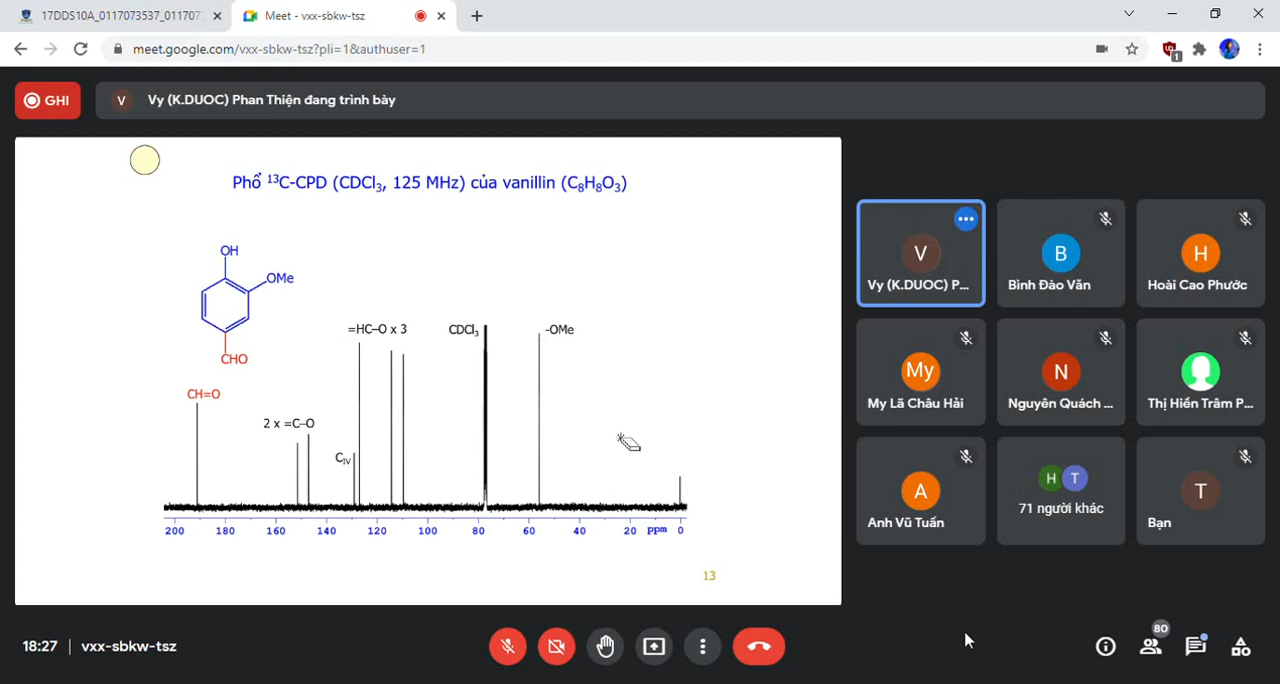 17DDS10A_0117073537_011707
Meet - vxx-sbkw-tsz
meet.google.com/vxx-sbkw-tsz?pli=1&authuser=1
1
GHI
V
Vy (K.DUOC) Phan Thiện đang trình bày
Phổ ¹³C-CPD (CDCl₃, 125 MHz) của vanillin (C₈H₈O₃)
OH
OMe
CHO
=HC–O x 3
CDCl₃
-OMe
CH=O
2 x =C–O
C_IV
200 180 160 140 120 100 80 60 40 20 ppm 0
13
V
Vy (K.DUOC) P...
B
Bình Đào Vẵn
H
Hoài Cao Phước
My
My Lã Châu Hải
N
Nguyên Quách ...
Thị Hiền Trâm P...
A
Anh Vũ Tuấn
H T
71 người khác
T
Bạn
18:27 | vxx-sbkw-tsz
80